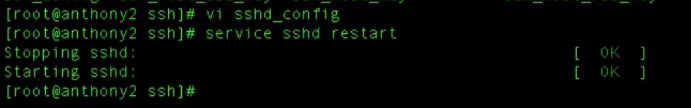 [root@anthony2 ssh]# vi sshd_config
[root@anthony2 ssh]# service sshd restart
Stopping sshd: [ OK ]
Starting sshd: [ OK ]
[root@anthony2 ssh]#